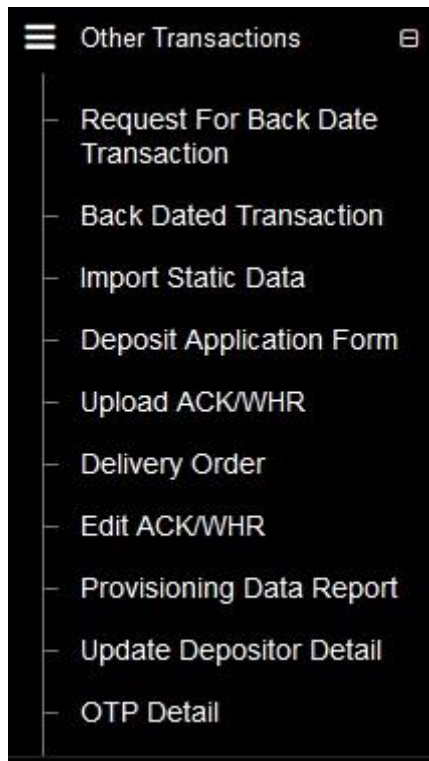 Other Transactions
Request For Back Date
Transaction
Back Dated Transaction
Import Static Data
Deposit Application Form
Upload ACK/WHR
Delivery Order
Edit ACK/WHR
Provisioning Data Report
Update Depositor Detail
OTP Detail